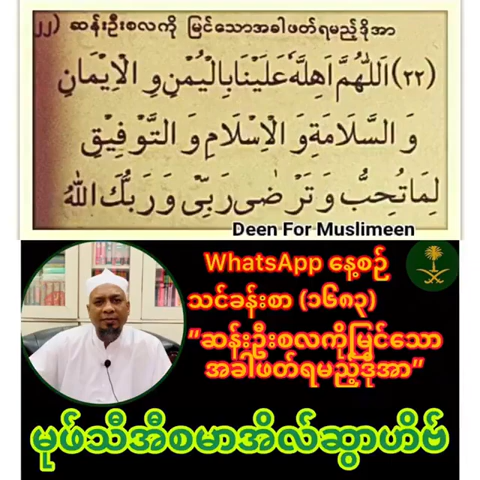 ၂၂) ဆန်းဦးစလကို မြင်သောအခါဖတ်ရမည့်ဒိုအာ
(٢٢) اَللّٰهُمَّ اَهِلَّهٗ عَلَيْنَا بِالْيُمْنِ وَ الْاِيْمَانِ
وَ السَّلَامَةِ وَ الْاِسْلَامِ وَ التَّوْفِيْقِ
لِمَا تُحِبُّ وَ تَرْضٰى رَبِّىْ وَ رَبُّكَ اللّٰهُ
Deen For Muslimeen
WhatsApp နေ့စဉ်
သင်ခန်းစာ (၁၆၈၃)
"ဆန်းဦးစလကိုမြင်သော
အခါဖတ်ရမည့်ဒိုအာ"
မုဖ်သီအီစမာအိလ်ဆွာဟိဗ်